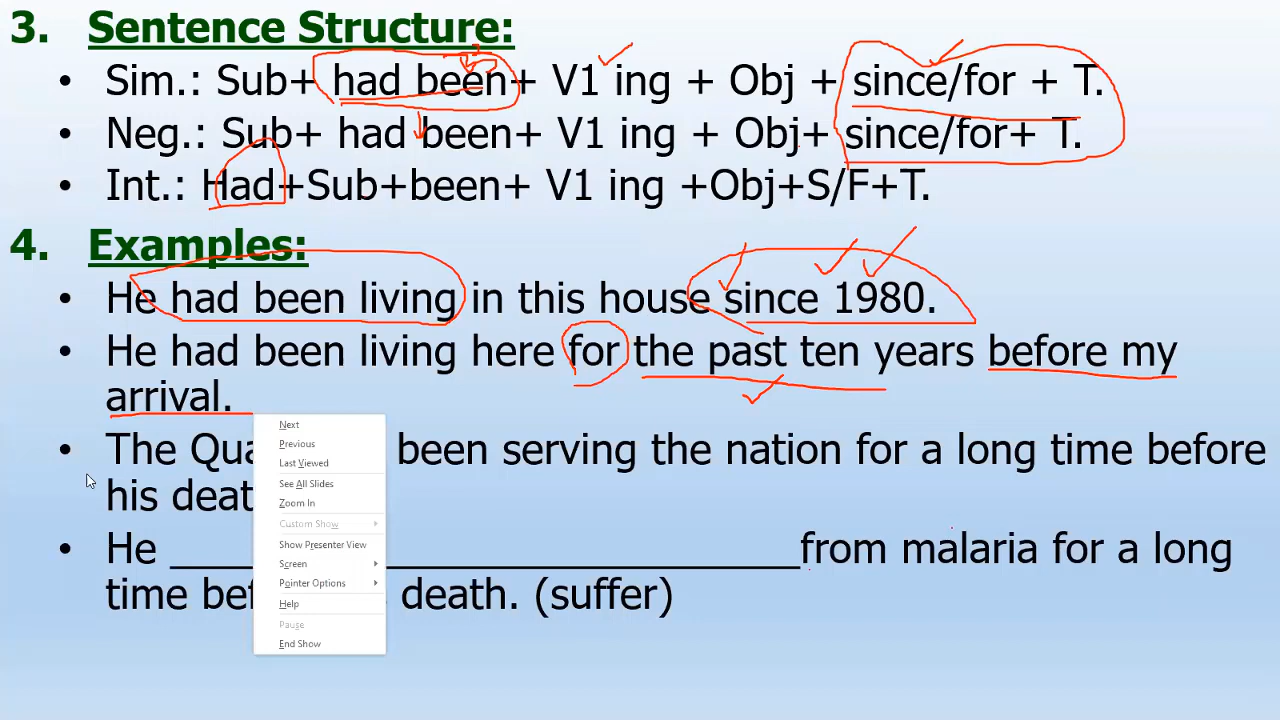 3. Sentence Structure:
• Sim.: Sub+ had been+ V1 ing + Obj + since/for + T.
• Neg.: Sub+ had been+ V1 ing + Obj+ since/for+ T.
• Int.: Had+Sub+been+ V1 ing +Obj+S/F+T.
4. Examples:
• He had been living in this house since 1980.
• He had been living here for the past ten years before my
arrival.
• The been serving the nation for a long time before
his
• He ______ from malaria for a long
time death. (suffer)
Next
Previous
Last Viewed
See All Slides
Zoom In
Custom Show
Show Presenter View
Screen
Pointer Options
Help
Pause
End Show